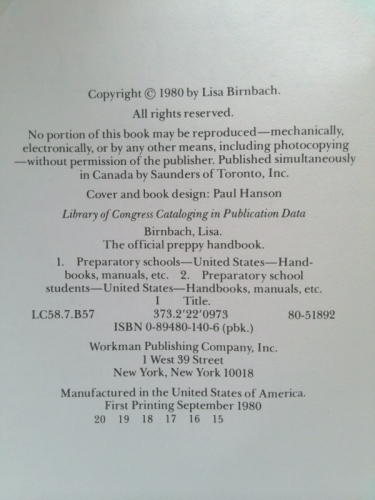 Copyright © 1980 by Lisa Birnbach.
All rights reserved.
No portion of this book may be reproduced—mechanically,
electronically, or by any other means, including photocopying
—without permission of the publisher. Published simultaneously
in Canada by Saunders of Toronto, Inc.
Cover and book design: Paul Hanson
Library of Congress Cataloging in Publication Data
Birnbach, Lisa.
The official preppy handbook.
1. Preparatory schools—United States—Hand-
books, manuals, etc. 2. Preparatory school
students—United States—Handbooks, manuals, etc.
I Title.
LC58.7.B57 373.2'22'0973 80-51892
ISBN 0-89480-140-6 (pbk.)
Workman Publishing Company, Inc.
1 West 39 Street
New York, New York 10018
Manufactured in the United States of America.
First Printing September 1980
20 19 18 17 16 15